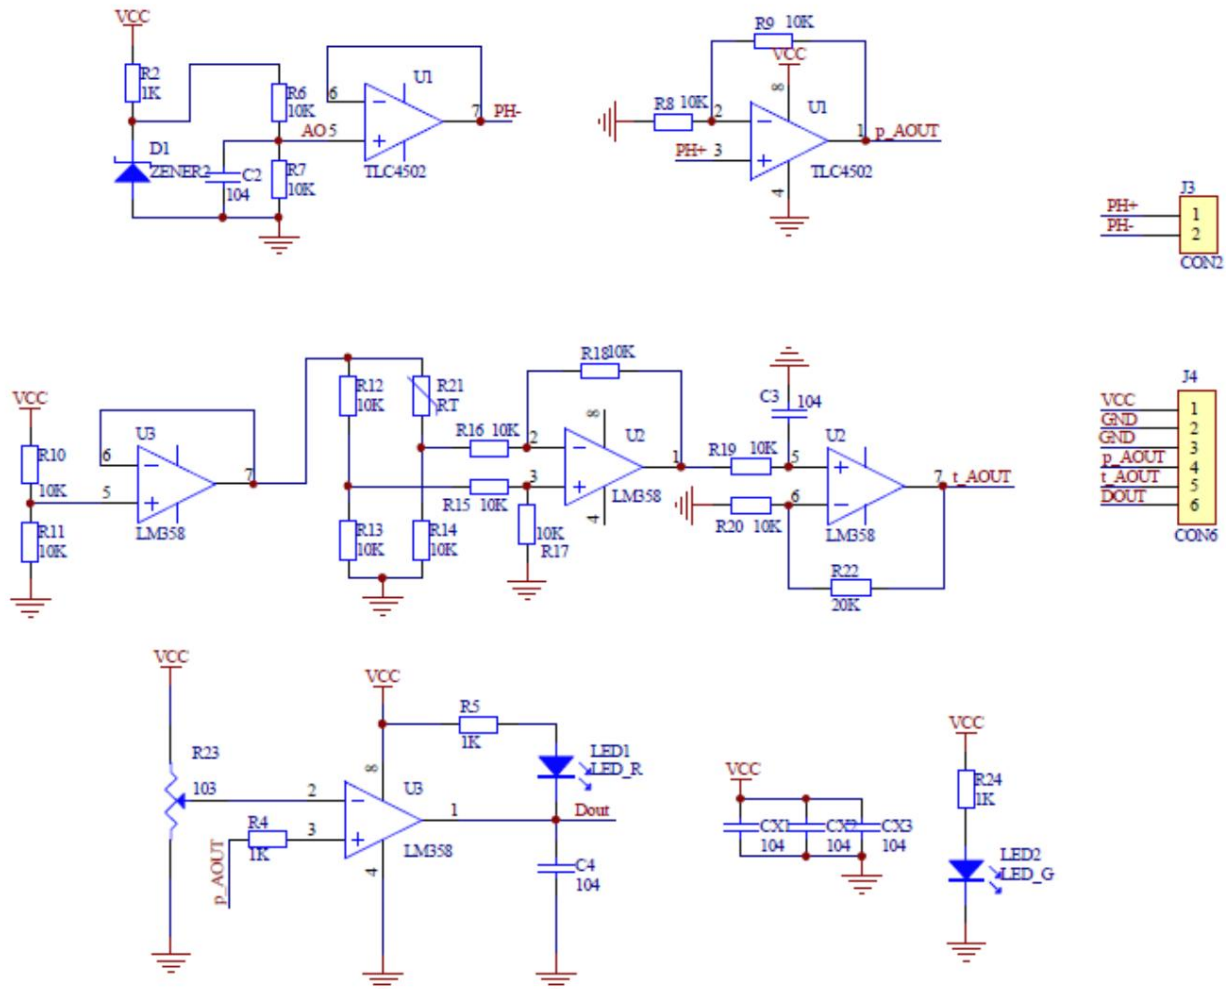 VCC
R2
1K
D1
ZENER2
R6
10K
AO 5
C2
104
R7
10K
6
U1
7
PH-
TLC4502
R9 10K
VCC
8
R8 10K
2
U1
PH+ 3
1
p_AOUT
TLC4502
4
J3
PH+
1
PH-
2
CON2
VCC
R10
10K
R11
10K
6
U3
5
7
LM358
R12
10K
R21
RT
R13
10K
R14
10K
R16 10K
R15 10K
R17
10K
R18 10K
2
8
U2
3
1
4
LM358
R19 10K
C3
104
5
U2
6
7
t_AOUT
R20 10K
LM358
R22
20K
J4
VCC
1
GND
2
GND
3
p_AOUT
4
t_AOUT
5
DOUT
6
CON6
VCC
R23
103
p_AOUT
R4
1K
VCC
8
2
U3
3
1
4
LM358
R5
1K
LED1
LED_R
Dout
C4
104
VCC
CX1
104
CX2
104
CX3
104
VCC
R24
1K
LED2
LED_G